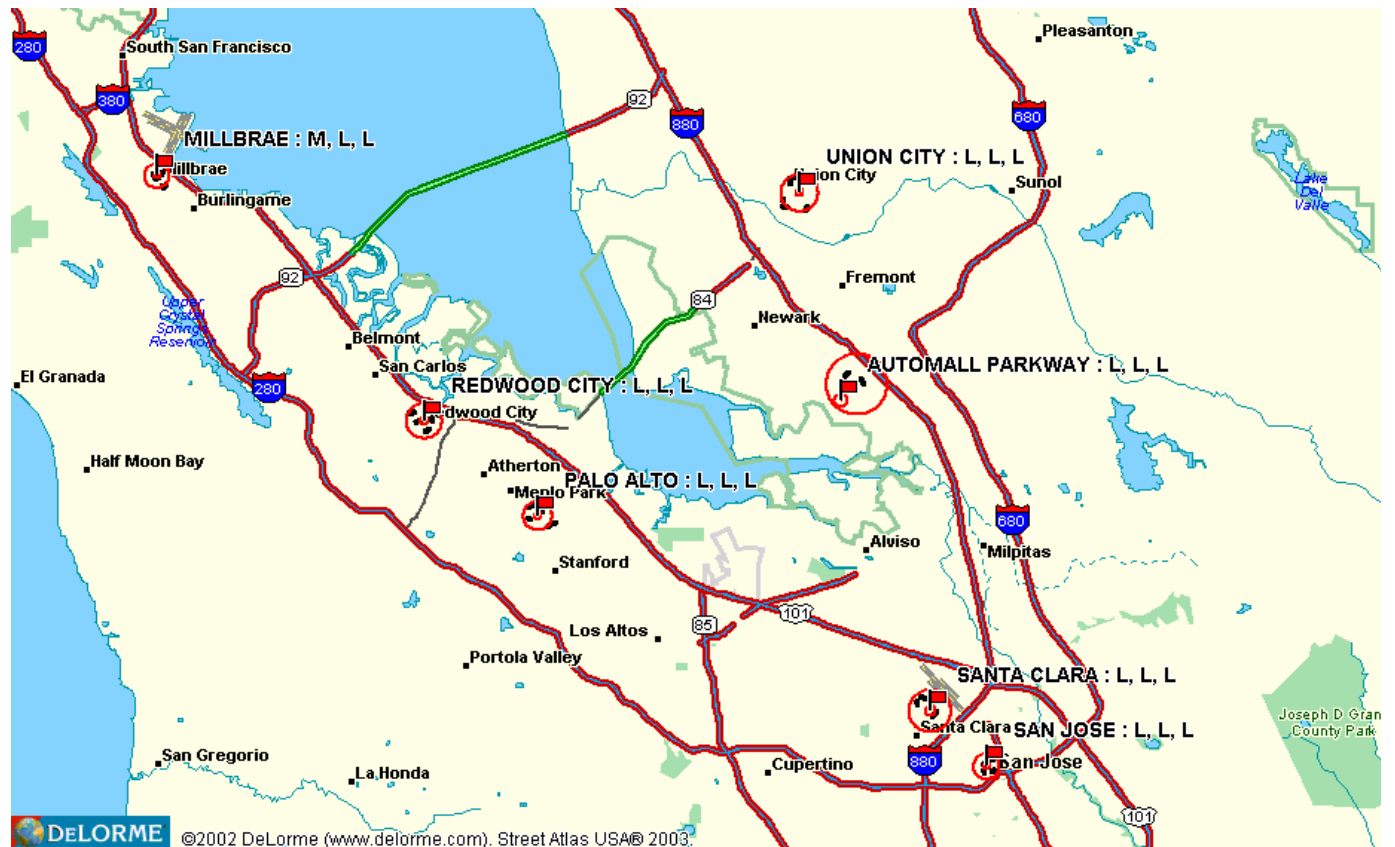 280
South San Francisco
Pleasanton
380
92
880
680
MILLBRAE : M, L, L
Millbrae
UNION CITY : L, L, L
Union City
Sunol
Lake
Del
Valle
Burlingame
92
Fremont
84
Newark
Upper
Crystal
Springs
Reservoir
Belmont
San Carlos
AUTOMALL PARKWAY : L, L, L
El Granada
280
REDWOOD CITY : L, L, L
Redwood City
Half Moon Bay
Atherton
PALO ALTO : L, L, L
Menlo Park
680
Alviso
Milpitas
Stanford
101
85
Los Altos
Portola Valley
SANTA CLARA : L, L, L
Santa Clara
SAN JOSE : L, L, L
Joseph D Gran
County Park
San Gregorio
La Honda
Cupertino
880
San Jose
101
DELORME
©2002 DeLorme (www.delorme.com). Street Atlas USA® 2003.